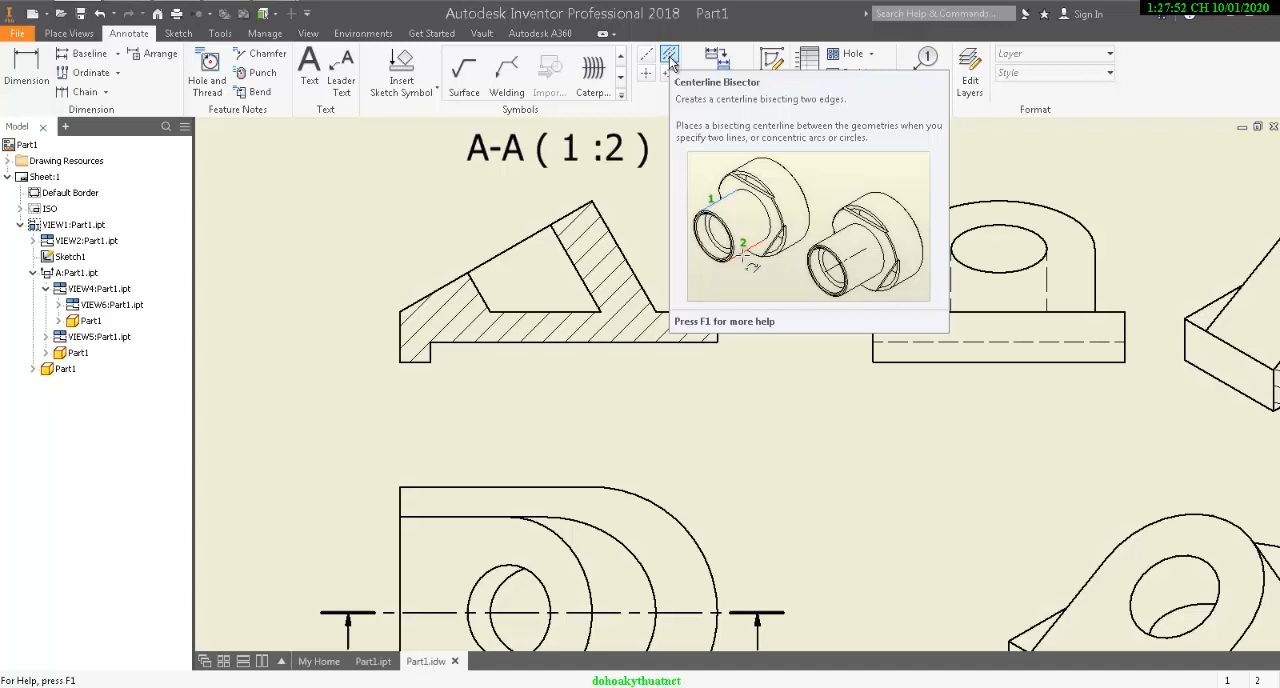 Autodesk Inventor Professional 2018 Part1
Search Help & Commands...
Sign In
1:27:52 CH 10/01/2020
PRO
File Place Views Annotate Sketch Tools Manage View Environments Get Started Vault Autodesk A360
Dimension
Baseline
Ordinate
Chain
Arrange
Dimension
Hole and
Thread
Chamfer
Punch
Bend
Feature Notes
Text
Leader
Text
Text
Insert
Sketch Symbol
Surface
Welding
Impor...
Caterp...
Symbols
Hole
Edit
Layers
Layer
Style
Format
Centerline Bisector
Creates a centerline bisecting two edges.
Places a bisecting centerline between the geometries when you
specify two lines, or concentric arcs or circles.
1
2
Press F1 for more help
Model
Part1
Drawing Resources
Sheet:1
Default Border
ISO
VIEW1:Part1.ipt
VIEW2:Part1.ipt
Sketch1
A:Part1.ipt
VIEW4:Part1.ipt
VIEW6:Part1.ipt
Part1
VIEW5:Part1.ipt
Part1
Part1
A-A ( 1 :2 )
My Home Part1.ipt Part1.idw
For Help, press F1
dohoakythuatnet
1 2